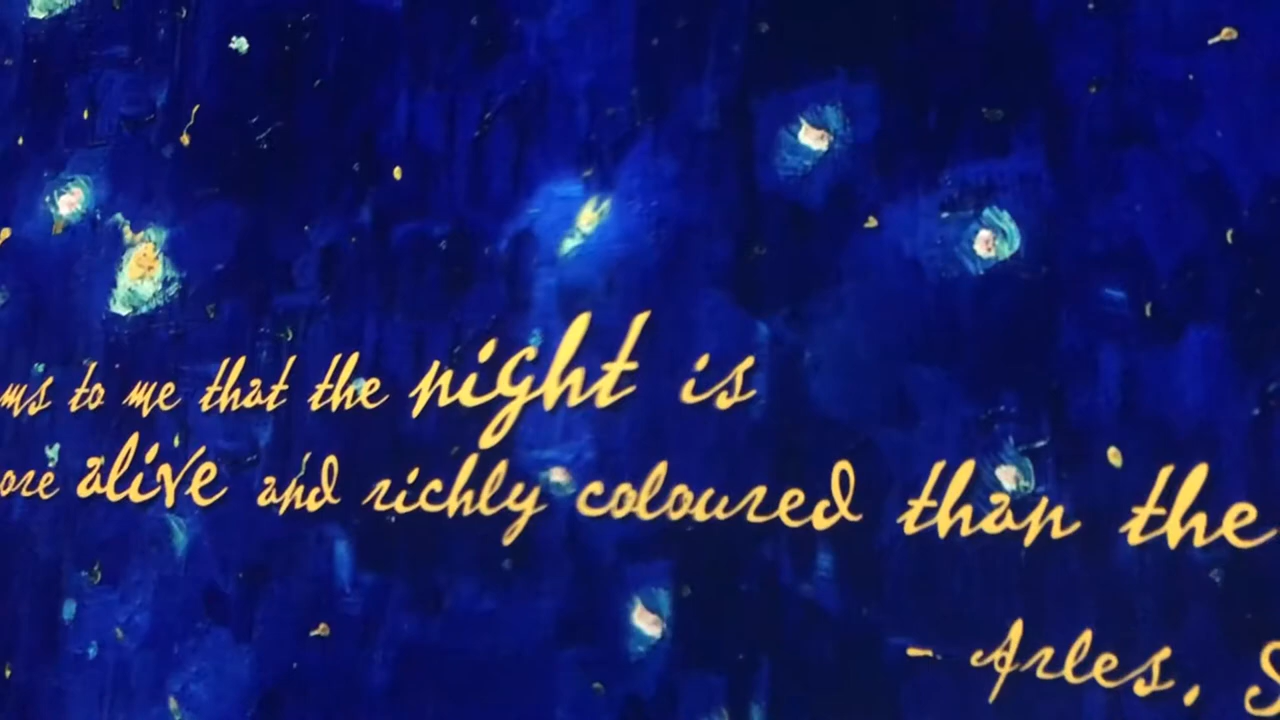 ms to me that the night is
ore alive and richly coloured than the
- Arles, S